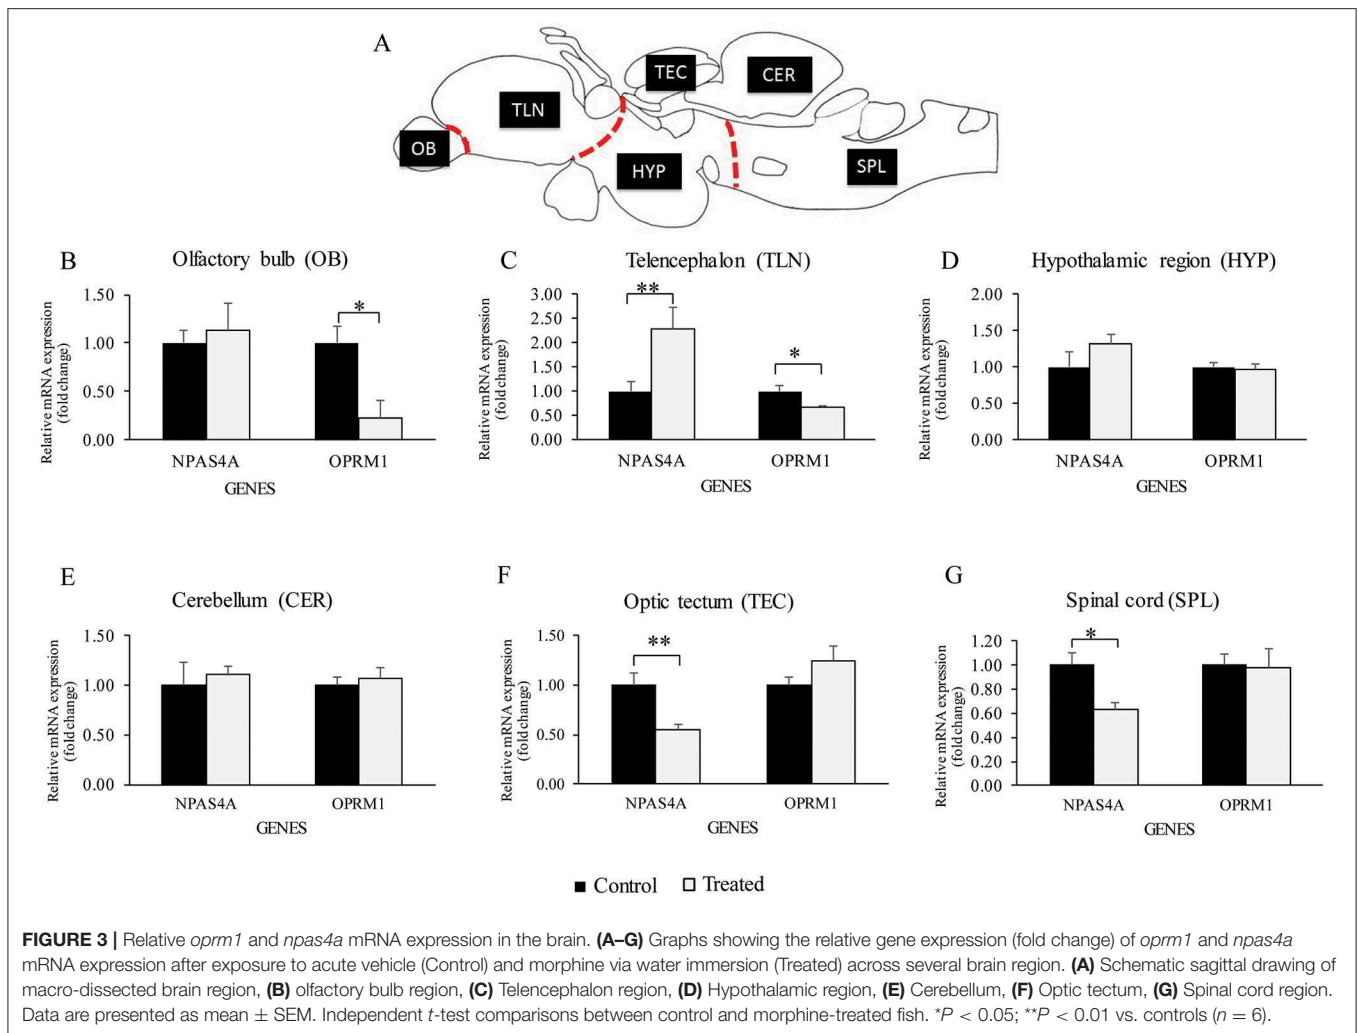 A
OB
TLN
TEC
CER
HYP
SPL
B
Olfactory bulb (OB)
Relative mRNA expression
(fold change)
1.50
1.00
0.50
0.00
*
NPAS4A
OPRM1
GENES
C
Telencephalon (TLN)
Relative mRNA expression
(fold change)
3.00
2.50
2.00
1.50
1.00
0.50
0.00
**
*
NPAS4A
OPRM1
GENES
D
Hypothalamic region (HYP)
Relative mRNA expression
(fold change)
2.00
1.50
1.00
0.50
0.00
NPAS4A
OPRM1
GENES
E
Cerebellum (CER)
Relative mRNA expression
(fold change)
1.50
1.00
0.50
0.00
NPAS4A
OPRM1
GENES
F
Optic tectum (TEC)
Relative mRNA expression
(fold change)
1.50
1.00
0.50
0.00
**
NPAS4A
OPRM1
GENES
G
Spinal cord (SPL)
Relative mRNA expression
(fold change)
1.20
1.00
0.80
0.60
0.40
0.20
0.00
*
NPAS4A
OPRM1
GENES
Control Treated
FIGURE 3 | Relative oprm1 and npas4a mRNA expression in the brain. (A–G) Graphs showing the relative gene expression (fold change) of oprm1 and npas4a
mRNA expression after exposure to acute vehicle (Control) and morphine via water immersion (Treated) across several brain region. (A) Schematic sagittal drawing of
macro-dissected brain region, (B) olfactory bulb region, (C) Telencephalon region, (D) Hypothalamic region, (E) Cerebellum, (F) Optic tectum, (G) Spinal cord region.
Data are presented as mean ± SEM. Independent t-test comparisons between control and morphine-treated fish. *P < 0.05; **P < 0.01 vs. controls (n = 6).